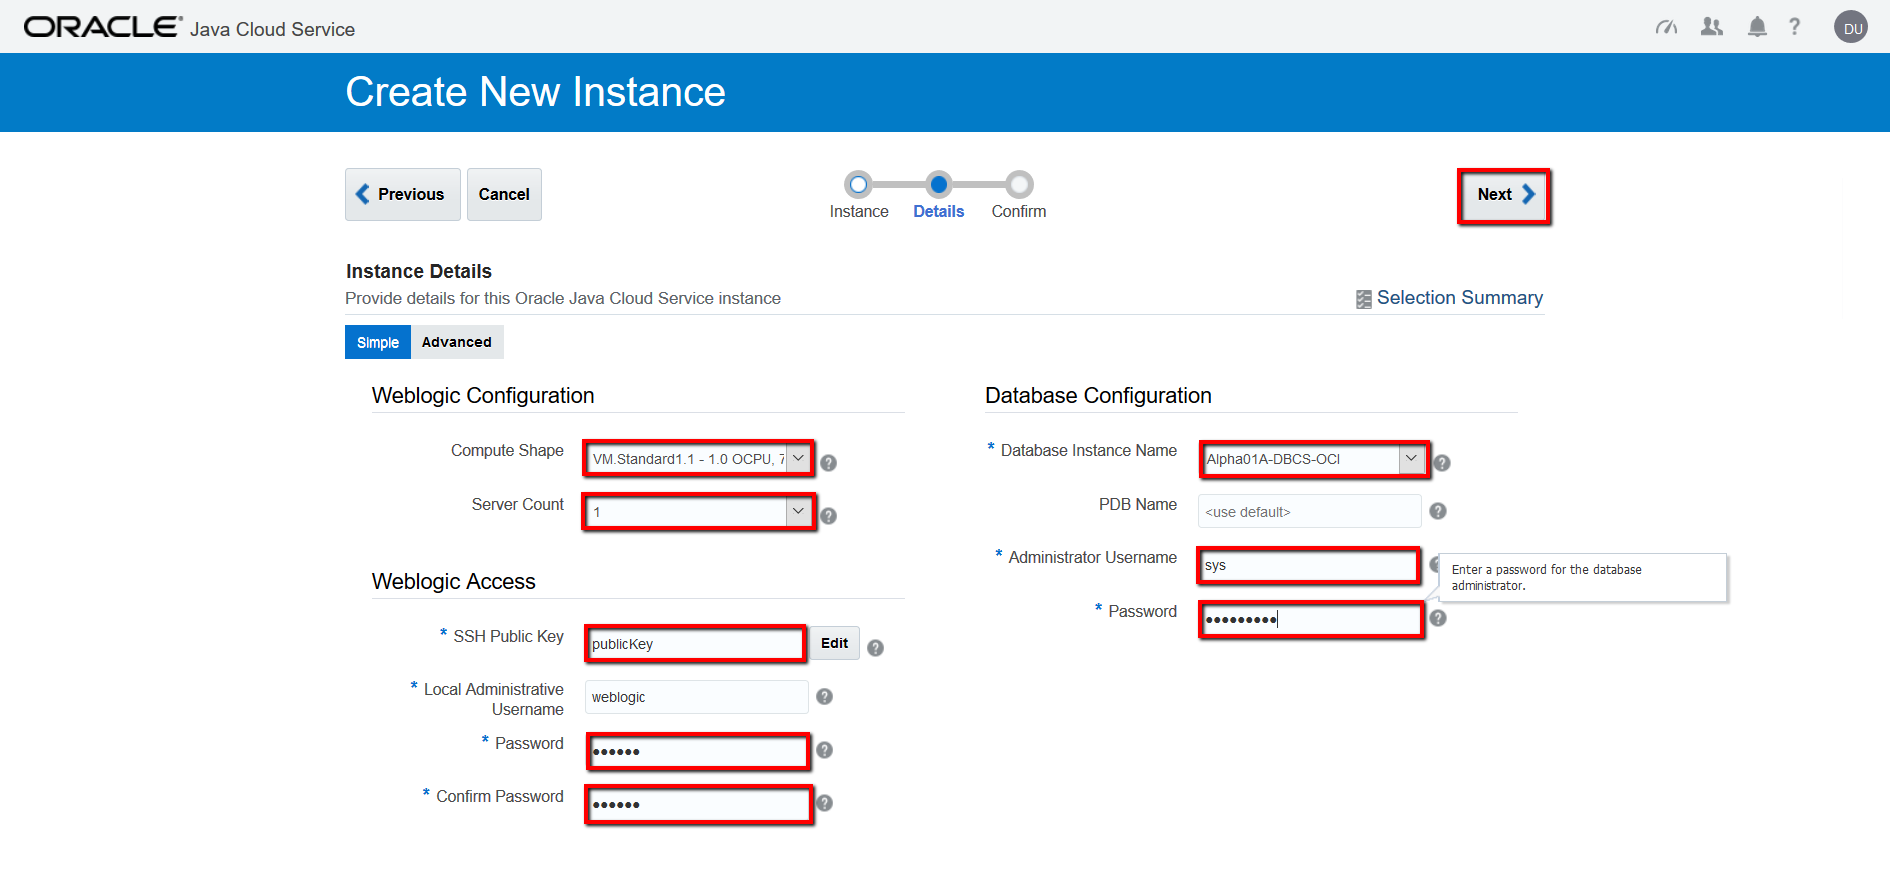 ORACLE® Java Cloud Service
? DU
Create New Instance
Previous
Cancel
Instance
Details
Confirm
Next
Instance Details
Provide details for this Oracle Java Cloud Service instance
Selection Summary
Simple
Advanced
Weblogic Configuration
Compute Shape
VM.Standard1.1 - 1.0 OCPU, 7
?
Server Count
1
?
Weblogic Access
* SSH Public Key
publicKey
Edit
?
* Local Administrative
Username
weblogic
?
* Password
●●●●●●
?
* Confirm Password
●●●●●●
?
Database Configuration
* Database Instance Name
Alpha01A-DBCS-OCI
?
PDB Name
<use default>
?
* Administrator Username
sys
Enter a password for the database
administrator.
* Password
●●●●●●●●●
?